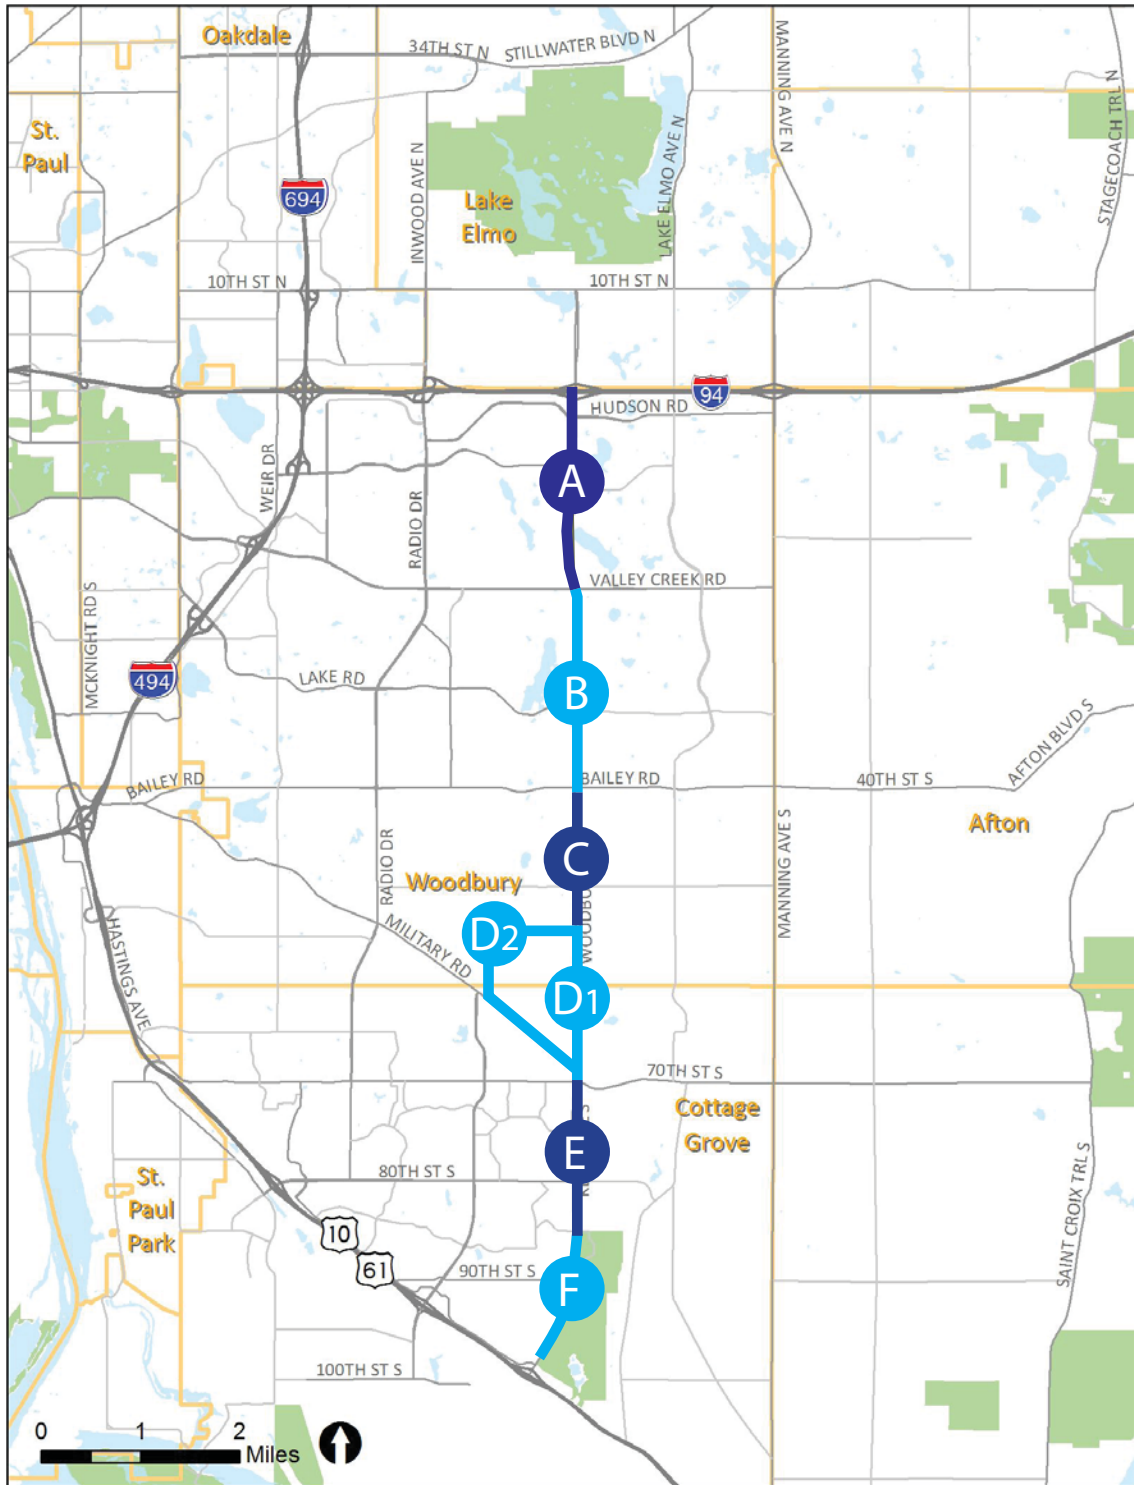 Oakdale
34TH ST N
STILLWATER BLVD N
MANNING AVE N
STAGECOACH TRL N
St.
Paul
694
INWOOD AVE N
Lake
Elmo
LAKE ELMO AVE N
10TH ST N
10TH ST N
94
HUDSON RD
A
WEIR DR
RADIO DR
VALLEY CREEK RD
MCKNIGHT RD S
494
LAKE RD
B
BAILEY RD
BAILEY RD
40TH ST S
AFTON BLVD S
Afton
MANNING AVE S
C
RADIO DR
Woodbury
WOODBU
D2
MILITARY RD
HASTINGS AVE
D1
70TH ST S
Cottage
Grove
E
80TH ST S
St.
Paul
Park
SAINT CROIX TRL S
10
61
90TH ST S
F
100TH ST S
0 1 2
Miles